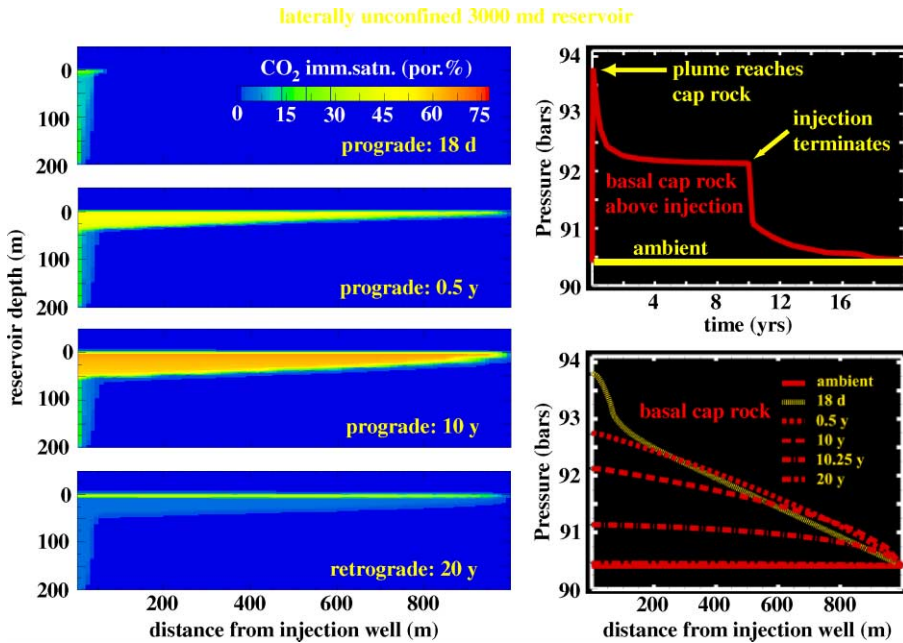 laterally unconfined 3000 md reservoir
CO2 imm.satn. (por.%)
0 15 30 45 60 75
prograde: 18 d
0
100
200
prograde: 0.5 y
0
100
200
prograde: 10 y
0
100
200
retrograde: 20 y
0
100
200
reservoir depth (m)
200 400 600 800
distance from injection well (m)
94
93
92
91
90
Pressure (bars)
plume reaches
cap rock
injection
terminates
basal cap rock
above injection
ambient
4 8 12 16
time (yrs)
94
93
92
91
90
Pressure (bars)
basal cap rock
ambient
18 d
0.5 y
10 y
10.25 y
20 y
200 400 600 800
distance from injection well (m)